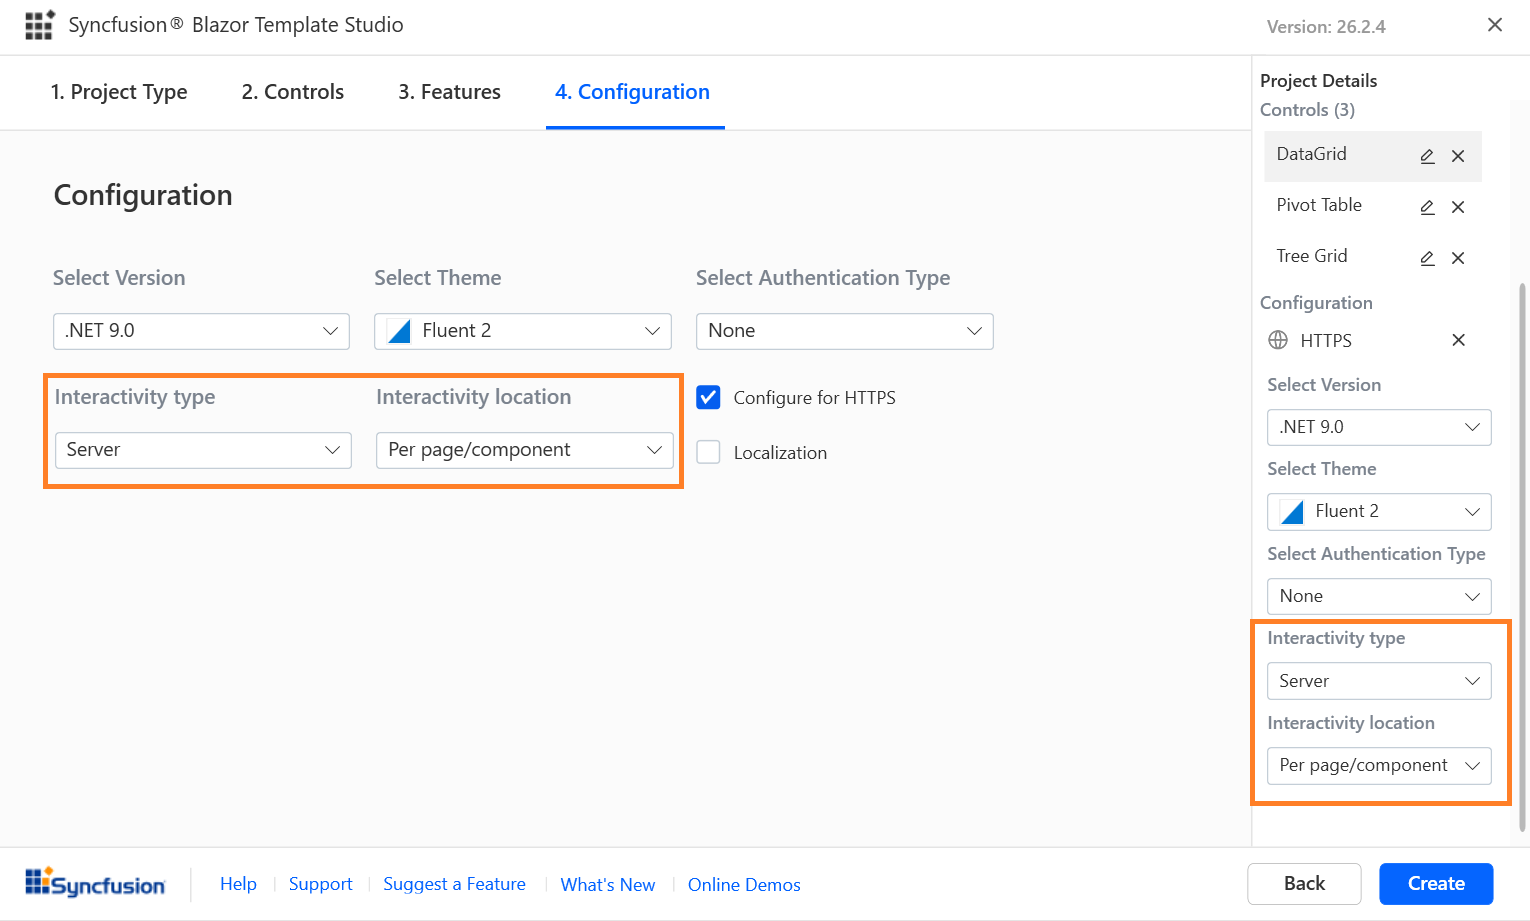 Syncfusion® Blazor Template Studio
Version: 26.2.4
1. Project Type
2. Controls
3. Features
4. Configuration
Configuration
Select Version
Select Theme
Select Authentication Type
.NET 9.0
Fluent 2
None
Interactivity type
Interactivity location
Configure for HTTPS
Server
Per page/component
Localization
Project Details
Controls (3)
DataGrid
Pivot Table
Tree Grid
Configuration
HTTPS
Select Version
.NET 9.0
Select Theme
Fluent 2
Select Authentication Type
None
Interactivity type
Server
Interactivity location
Per page/component
Syncfusion
Help
Support
Suggest a Feature
What's New
Online Demos
Back
Create